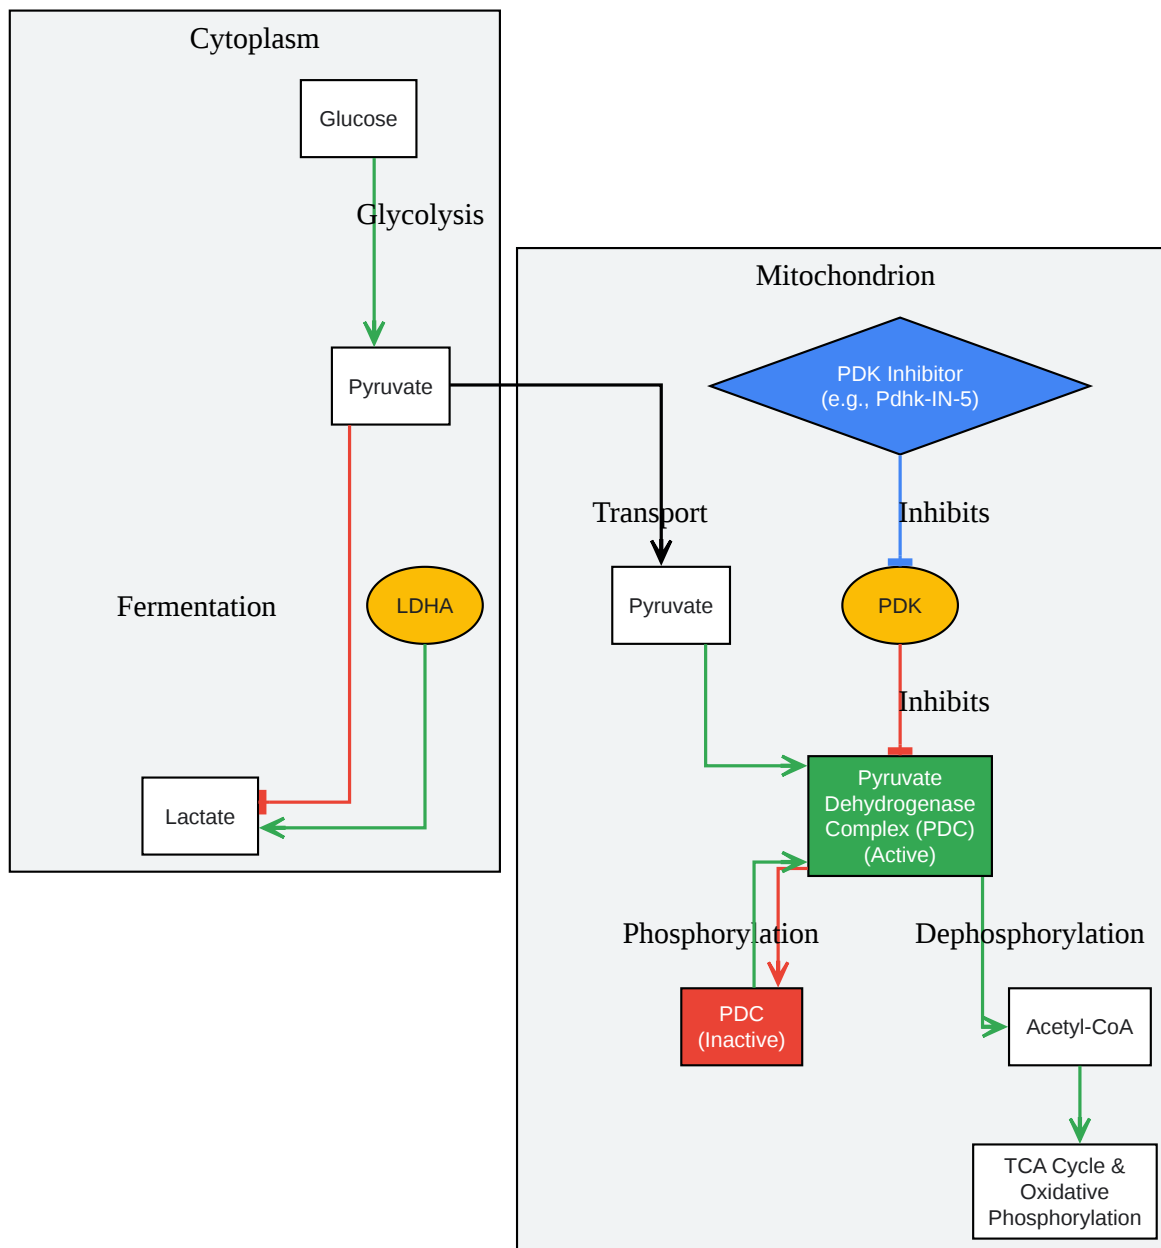 Cytoplasm
Glucose
Glycolysis
Pyruvate
Fermentation
LDHA
Lactate
Mitochondrion
PDK Inhibitor
(e.g., Pdhk-IN-5)
Transport
Inhibits
Pyruvate
PDK
Inhibits
Pyruvate
Dehydrogenase
Complex (PDC)
(Active)
Phosphorylation
Dephosphorylation
PDC
(Inactive)
Acetyl-CoA
TCA Cycle &
Oxidative
Phosphorylation